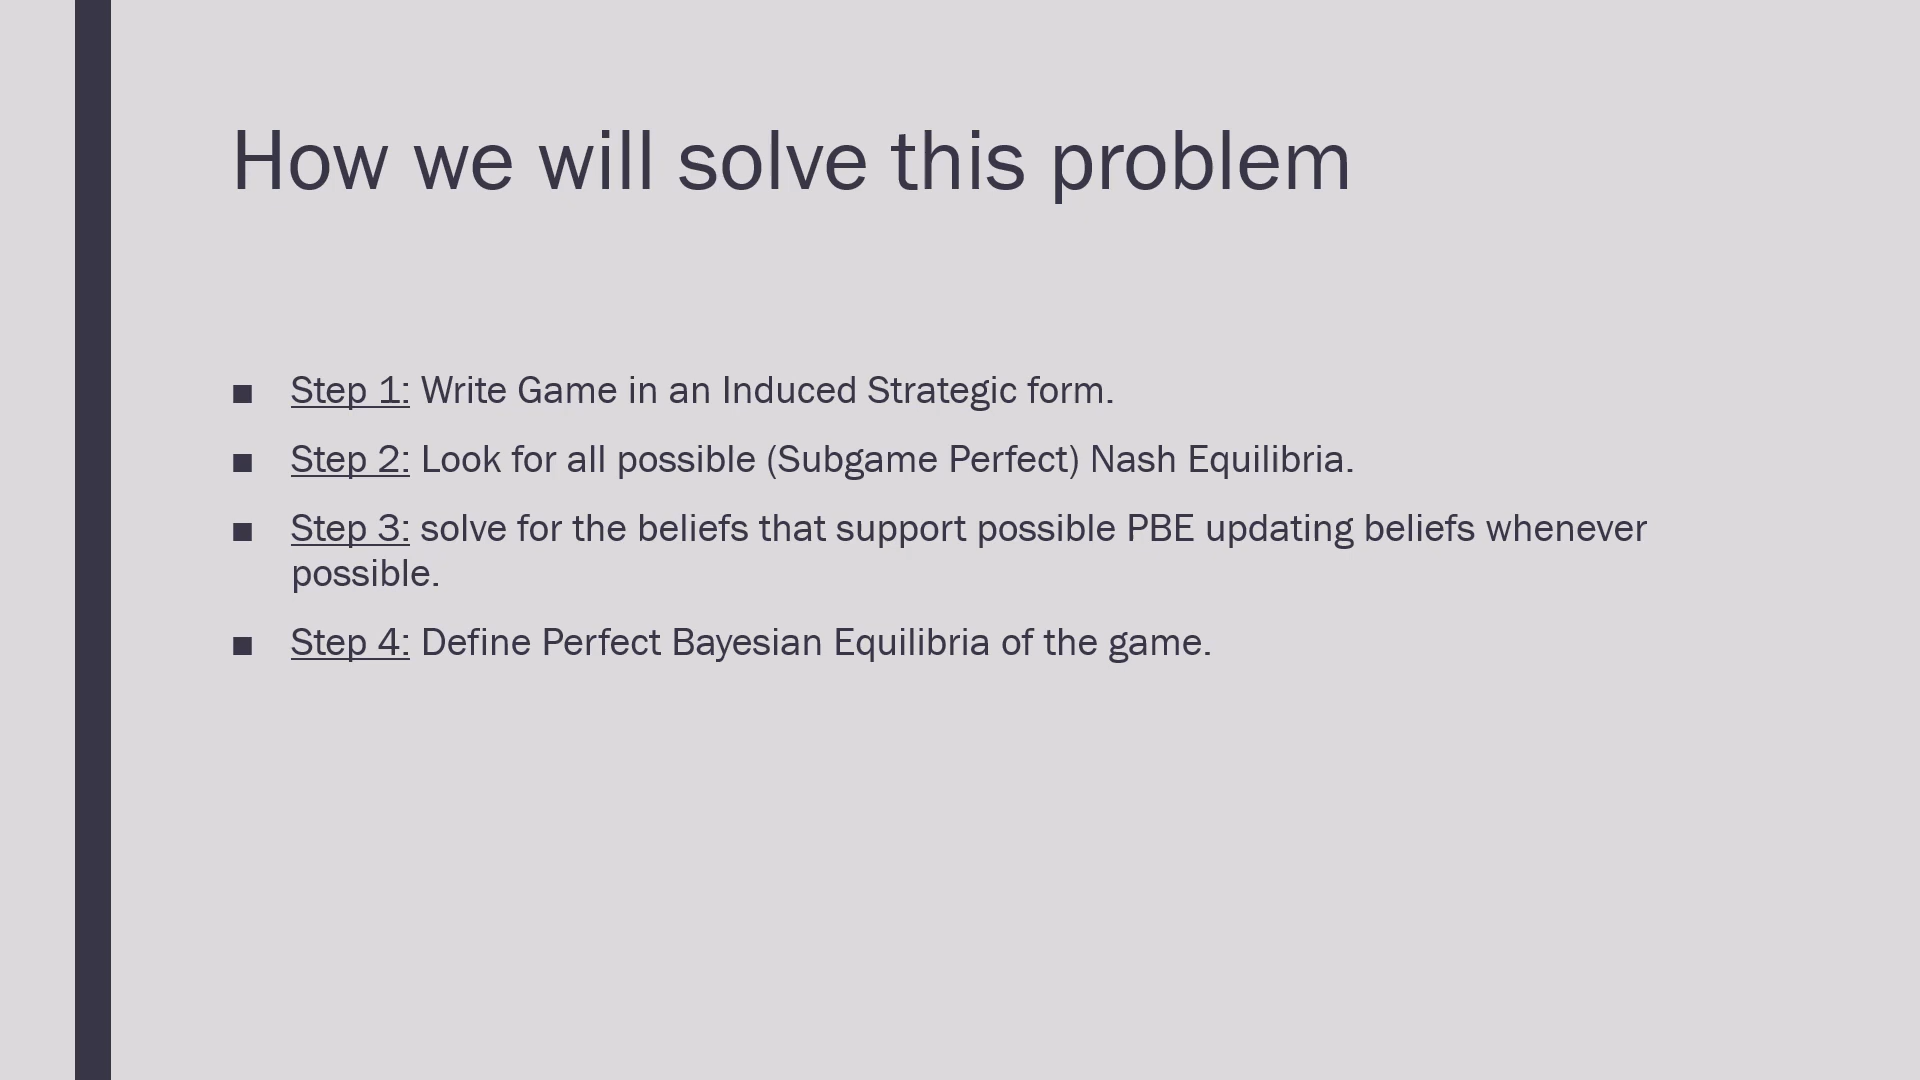 How we will solve this problem
■ Step 1: Write Game in an Induced Strategic form.
■ Step 2: Look for all possible (Subgame Perfect) Nash Equilibria.
■ Step 3: solve for the beliefs that support possible PBE updating beliefs whenever
possible.
■ Step 4: Define Perfect Bayesian Equilibria of the game.